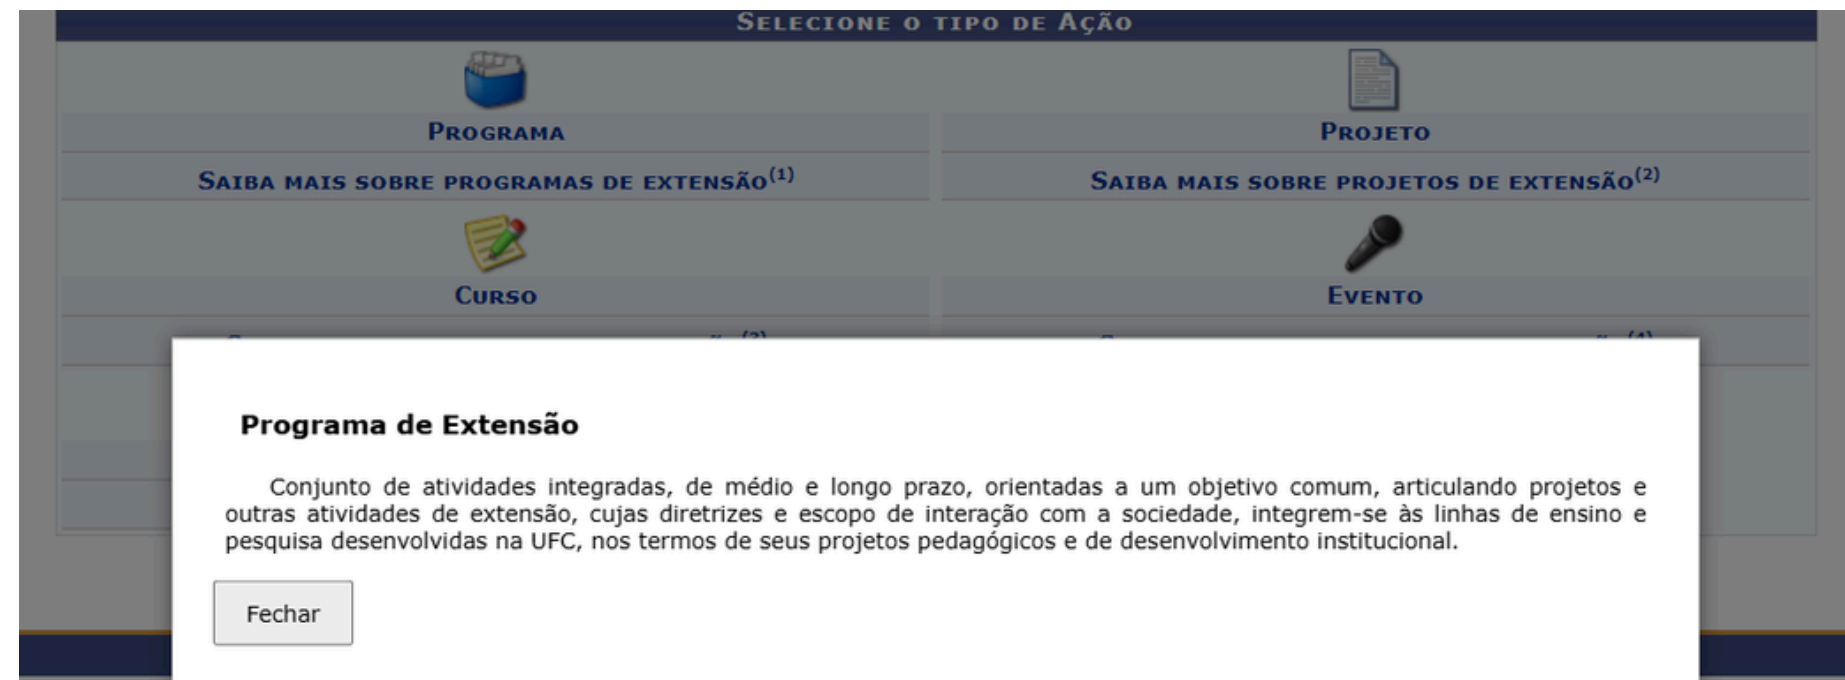 SELECIONE O TIPO DE AÇÃO
PROGRAMA
PROJETO
SAIBA MAIS SOBRE PROGRAMAS DE EXTENSÃO(1)
SAIBA MAIS SOBRE PROJETOS DE EXTENSÃO(2)
CURSO
EVENTO
Programa de Extensão
Conjunto de atividades integradas, de médio e longo prazo, orientadas a um objetivo comum, articulando projetos e
outras atividades de extensão, cujas diretrizes e escopo de interação com a sociedade, integrem-se às linhas de ensino e
pesquisa desenvolvidas na UFC, nos termos de seus projetos pedagógicos e de desenvolvimento institucional.
Fechar